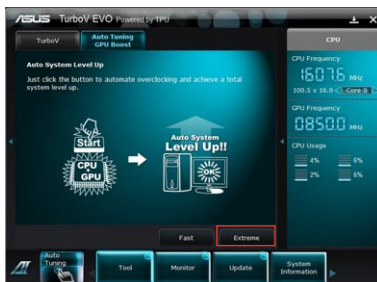 ASUS TurboV EVO Powered by TPU
TurboV
Auto Tuning
GPU Boost
Auto System Level Up
Just click the button to automate overclocking and achieve a total
system level up.
Start
CPU
GPU
Auto System
Level Up!!
OK
Fast
Extreme
CPU
CPU Frequency
1607.6 MHz
100.5 x 16.0 Core 0
GPU Frequency
0850.0 MHz
CPU Usage
4% 6%
2% 6%
Auto
Tuning
Tool
Monitor
Update
System
Information